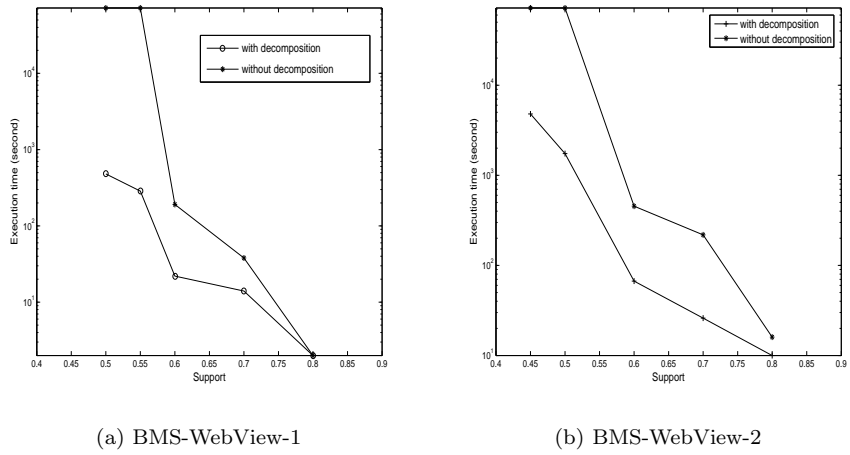 with decomposition
without decomposition
10^4
10^3
10^2
10^1
Execution time (second)
0.4 0.45 0.5 0.55 0.6 0.65 0.7 0.75 0.8 0.85 0.9
Support
(a) BMS-WebView-1
with decomposition
without decomposition
10^4
10^3
10^2
10^1
Execution time (second)
0.4 0.45 0.5 0.55 0.6 0.65 0.7 0.75 0.8 0.85 0.9
Support
(b) BMS-WebView-2